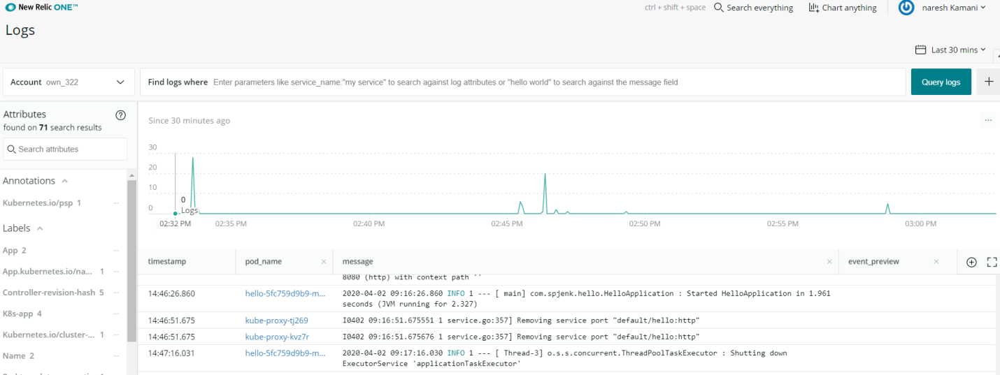 New Relic ONE™
ctrl + shift + space Search everything Chart anything naresh Kamani
Logs
Last 30 mins
Account own_322
Find logs where Enter parameters like service_name:"my service" to search against log attributes or "hello world" to search against the message field
Query logs
Attributes
found on 71 search results
Search attributes
Annotations
Kubernetes.io/psp 1
Labels
App 2
App.kubernetes.io/na... 1
Controller-revision-hash 5
K8s-app 4
Kubernetes.io/cluster-... 1
Name 2
Since 30 minutes ago
30
20
10
0
0
Logs
02:32 PM 02:35 PM 02:40 PM 02:45 PM 02:50 PM 02:55 PM 03:00 PM
timestamp pod_name message event_preview
8080 (http) with context path ''
14:46:26.860 hello-5fc759d9b9-m... 2020-04-02 09:16:26.860 INFO 1 --- [ main] com.spjenk.hello.HelloApplication : Started HelloApplication in 1.961
seconds (JVM running for 2.327)
14:46:51.675 kube-proxy-tj269 I0402 09:16:51.675551 1 service.go:357] Removing service port "default/hello:http"
14:46:51.675 kube-proxy-kvz7r I0402 09:16:51.675676 1 service.go:357] Removing service port "default/hello:http"
14:47:16.031 hello-5fc759d9b9-m... 2020-04-02 09:17:16.030 INFO 1 --- [ Thread-3] o.s.s.concurrent.ThreadPoolTaskExecutor : Shutting down
ExecutorService 'applicationTaskExecutor'